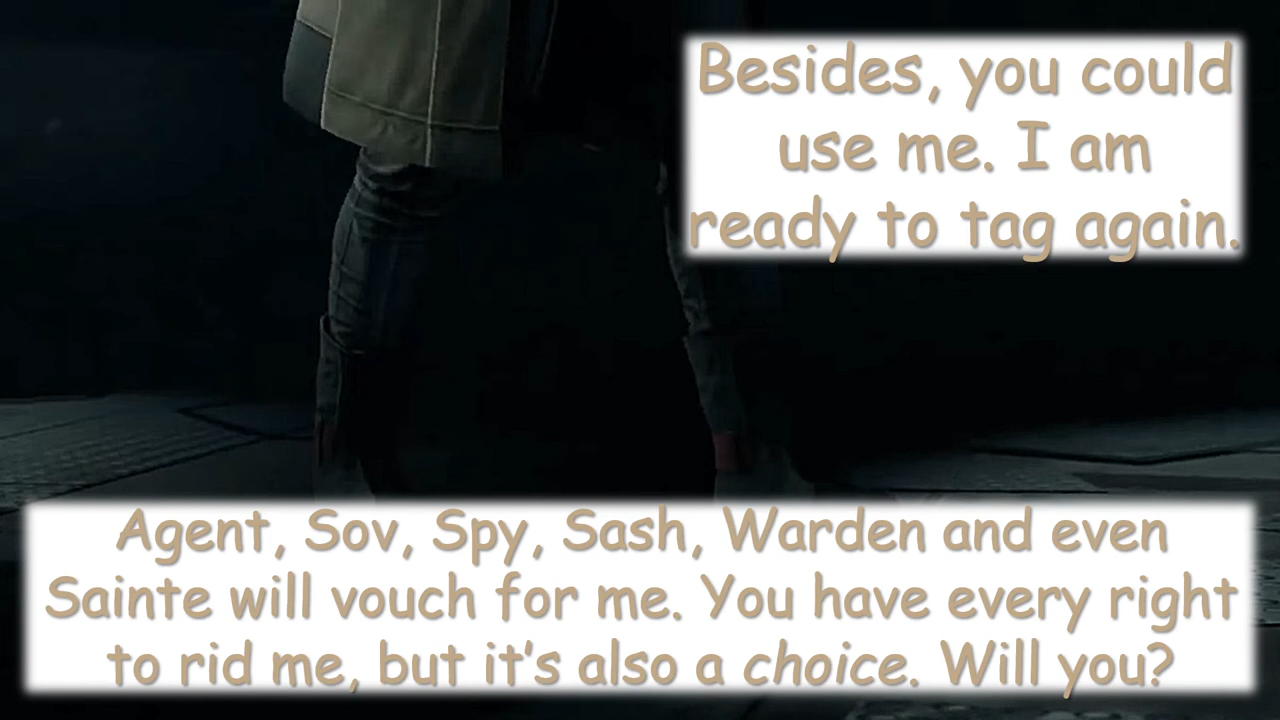 Besides, you could
use me. I am
ready to tag again.
Agent, Sov, Spy, Sash, Warden and even
Sainte will vouch for me. You have every right
to rid me, but it’s also a choice. Will you?